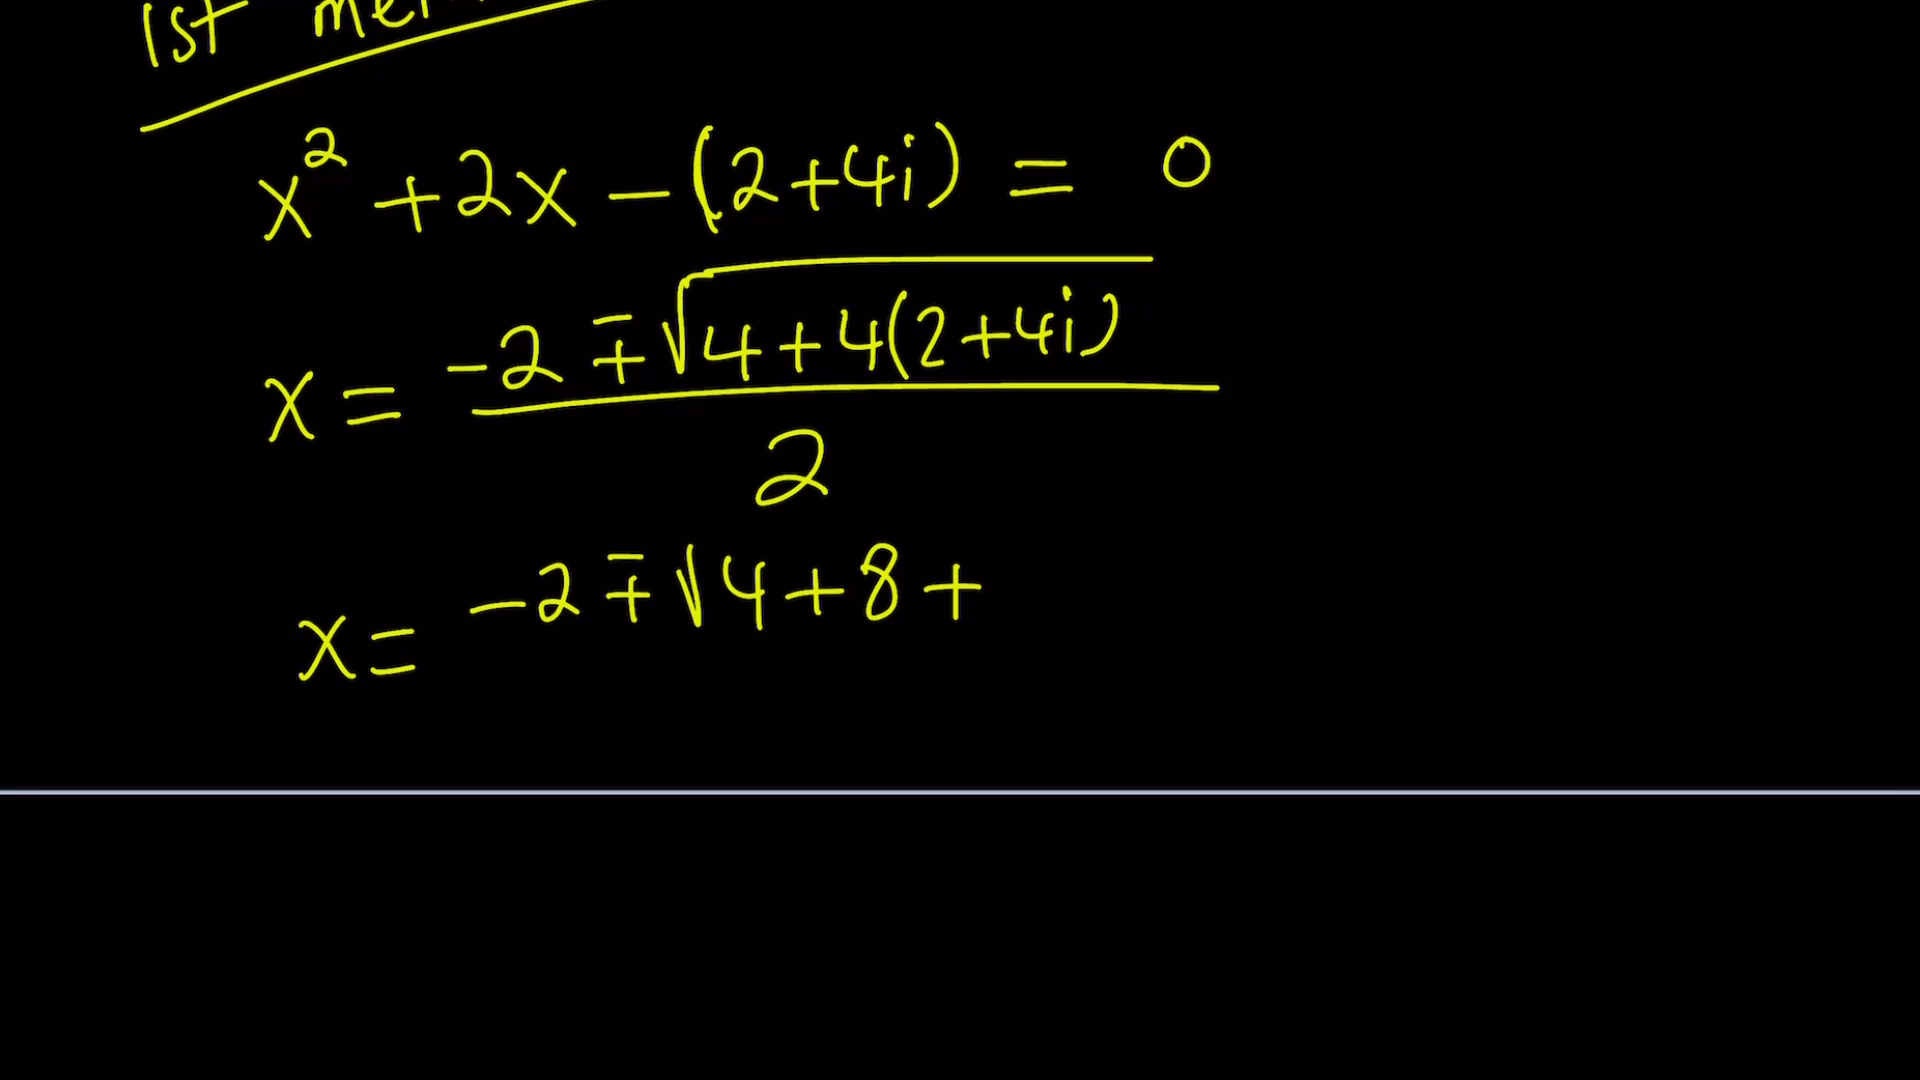 1st
x² + 2x - (2+4i) = 0
x = (-2 ∓ √(4+4(2+4i)))/2
x = -2 ∓ √4+8+